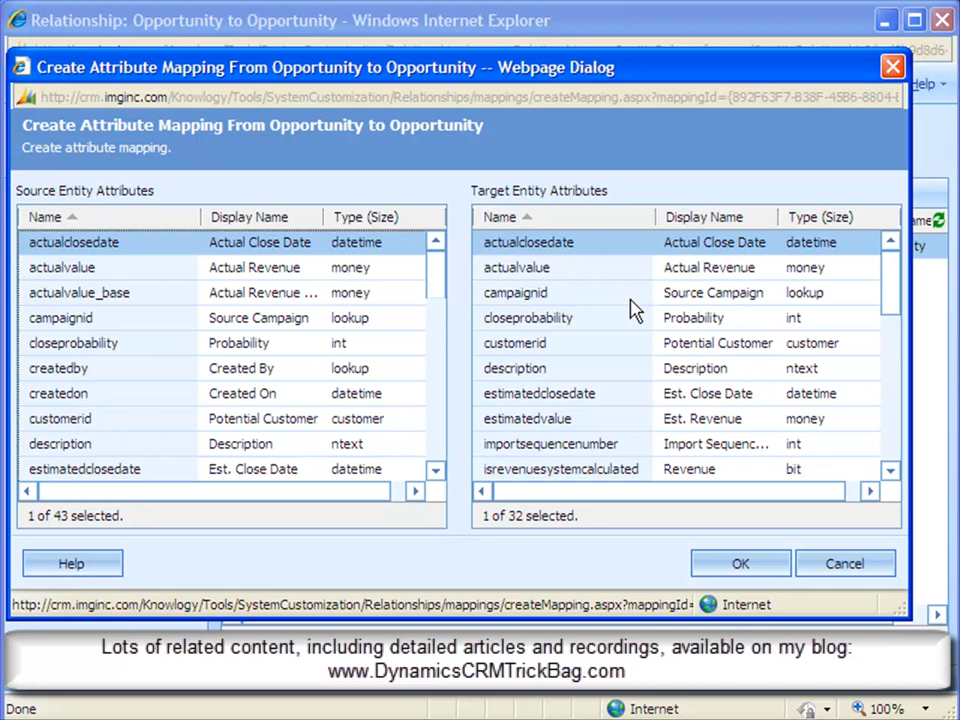 Relationship: Opportunity to Opportunity - Windows Internet Explorer
Create Attribute Mapping From Opportunity to Opportunity -- Webpage Dialog
http://crm.imginc.com/Knowlogy/Tools/SystemCustomization/Relationships/mappings/createMapping.aspx?mappingId={892F63F7-B38F-45B6-8804-
Help
Create Attribute Mapping From Opportunity to Opportunity
Create attribute mapping.
Source Entity Attributes Target Entity Attributes
Name Display Name Type (Size) Name Display Name Type (Size)
actualclosedate Actual Close Date datetime actualclosedate Actual Close Date datetime
actualvalue Actual Revenue money actualvalue Actual Revenue money
actualvalue_base Actual Revenue ... money campaignid Source Campaign lookup
campaignid Source Campaign lookup closeprobability Probability int
closeprobability Probability int customerid Potential Customer customer
createdby Created By lookup description Description ntext
createdon Created On datetime estimatedclosedate Est. Close Date datetime
customerid Potential Customer customer estimatedvalue Est. Revenue money
description Description ntext importsequencenumber Import Sequenc... int
estimatedclosedate Est. Close Date datetime isrevenuesystemcalculated Revenue bit
1 of 43 selected. 1 of 32 selected.
Help OK Cancel
http://crm.imginc.com/Knowlogy/Tools/SystemCustomization/Relationships/mappings/createMapping.aspx?mappingId= Internet
Lots of related content, including detailed articles and recordings, available on my blog:
www.DynamicsCRMTrickBag.com
Done Internet 100%